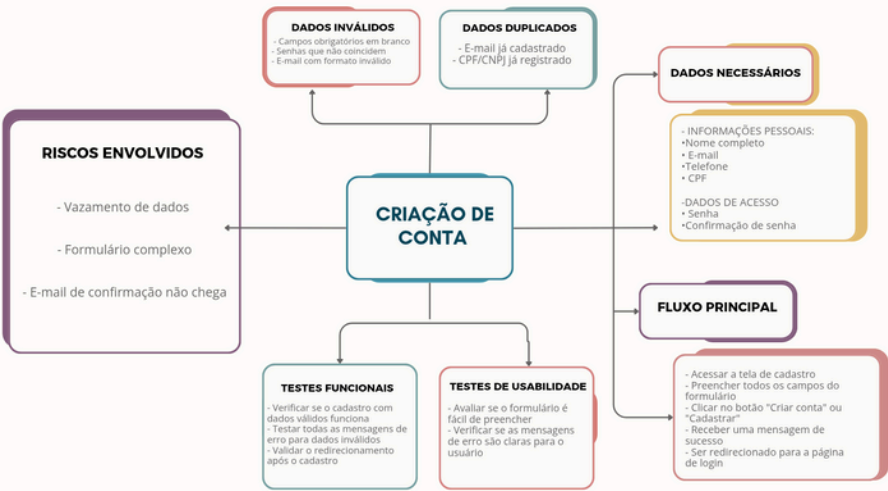 DADOS INVÁLIDOS
- Campos obrigatórios em branco
- Senhas que não coincidem
- E-mail com formato inválido
DADOS DUPLICADOS
- E-mail já cadastrado
- CPF/CNPJ já registrado
DADOS NECESSÁRIOS
- INFORMAÇÕES PESSOAIS:
•Nome completo
• E-mail
•Telefone
• CPF
-DADOS DE ACESSO
• Senha
•Confirmação de senha
RISCOS ENVOLVIDOS
- Vazamento de dados
- Formulário complexo
- E-mail de confirmação não chega
CRIAÇÃO DE
CONTA
FLUXO PRINCIPAL
- Acessar a tela de cadastro
- Preencher todos os campos do
formulário
- Clicar no botão "Criar conta" ou
"Cadastrar"
- Receber uma mensagem de
sucesso
- Ser redirecionado para a página
de login
TESTES FUNCIONAIS
- Verificar se o cadastro com
dados válidos funciona
- Testar todas as mensagens de
erro para dados inválidos
- Validar o redirecionamento
após o cadastro
TESTES DE USABILIDADE
- Avaliar se o formulário é
fácil de preencher
- Verificar se as mensagens
de erro são claras para o
usuário